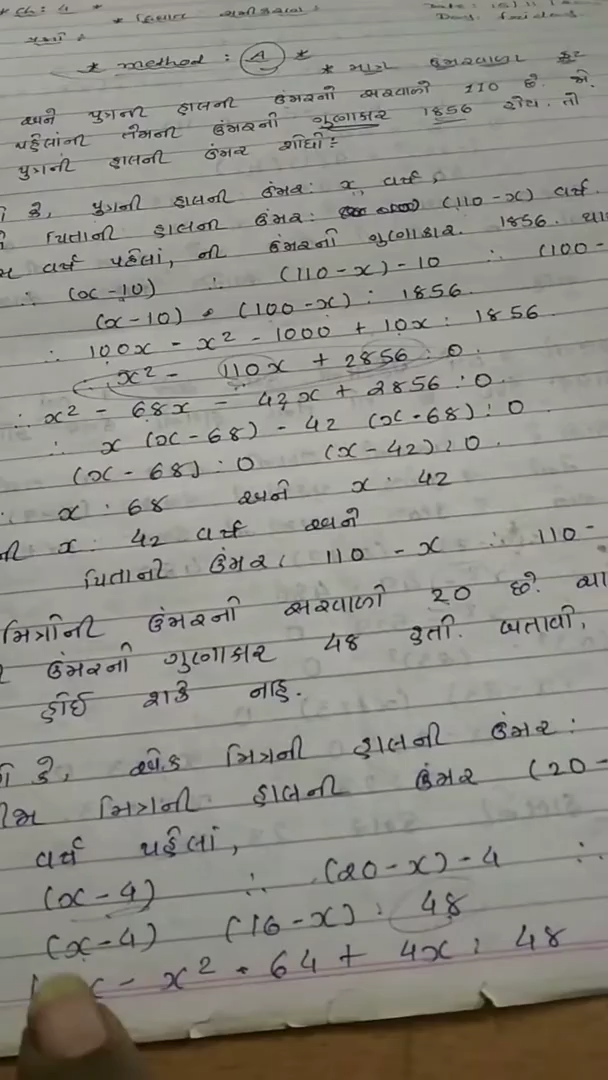 * Ch: 4 *
* method : (A) *
અને પુત્રની હાલની ઉંમરનો સરવાળો 110 છે.
પહેલાંની તેમની ઉંમરનો ગુણાકાર 1856 હોય. તો
પુત્રની હાલની ઉંમર શોધો:
કે, પુત્રની હાલની ઉંમર: x વર્ષ,
પિતાની હાલની ઉંમર: (110-x) વર્ષ.
વર્ષ પહેલાં, ની ઉંમરનો ગુણાકાર. 1856. થા
∴ (x-10) ∴ (110-x)-10 ∴ (100-
(x-10) • (100-x) : 1856.
∴ 100x - x² - 1000 + 10x : 1856.
x² - 110x + 2856 : 0.
∴ x² - 68x - 42x + 2856 : 0.
∴ x (x-68) - 42 (x-68) : 0
(x - 68) : 0 (x-42) : 0.
x : 68 અને x : 42
ની x : 42 વર્ષ અને
પિતાની ઉંમર : 110 - x ∴ 110 -
મિત્રોની ઉંમરનો સરવાળો 20 છે. ચા
ઉંમરનો ગુણાકાર 48 હતો. બતાવો,
હોઈ શકે નહિ.
કે, એક મિત્રની હાલની ઉંમર :
મિત્રની હાલની ઉંમર (20-
વર્ષ પહેલાં,
(x-4) ∴ (20-x)-4 ∴
(x-4) (16-x) : 48
- x² - 64 + 4x : 48